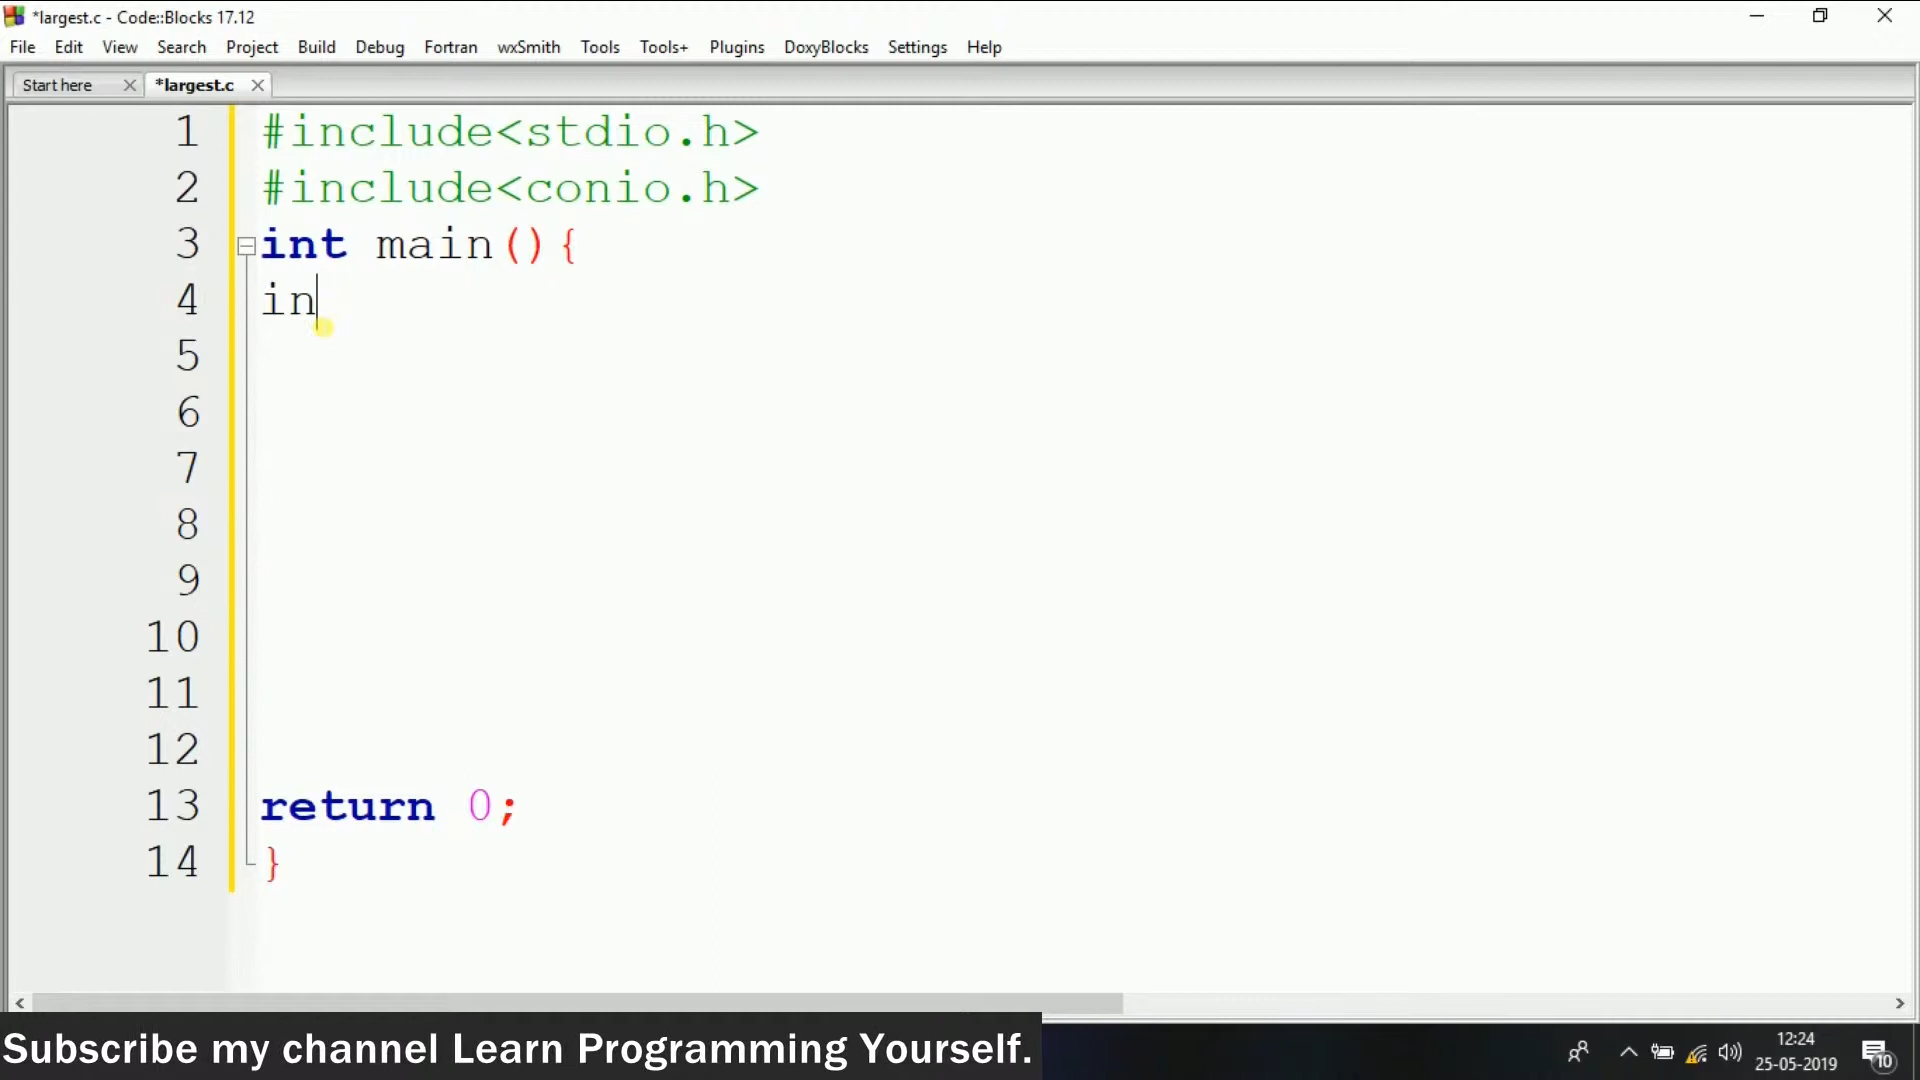 *largest.c - Code::Blocks 17.12
File Edit View Search Project Build Debug Fortran wxSmith Tools Tools+ Plugins DoxyBlocks Settings Help
Start here *largest.c
1 #include<stdio.h>
2 #include<conio.h>
3 int main(){
4 in
5
6
7
8
9
10
11
12
13 return 0;
14 }
Subscribe my channel Learn Programming Yourself.
12:24
25-05-2019
10